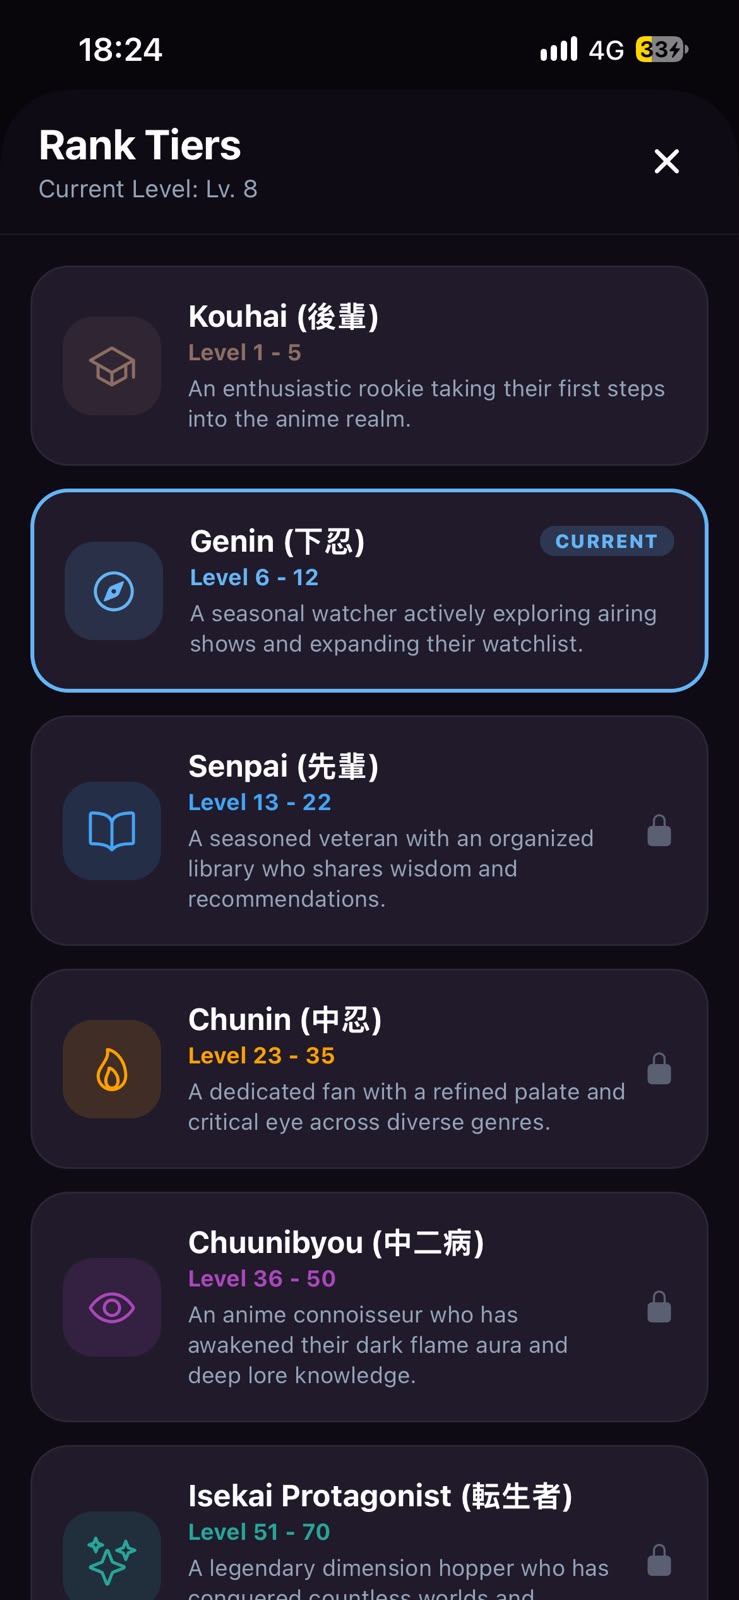 18:24
4G
33
Rank Tiers
Current Level: Lv. 8
Kouhai (後輩)
Level 1 - 5
An enthusiastic rookie taking their first steps
into the anime realm.
Genin (下忍)
CURRENT
Level 6 - 12
A seasonal watcher actively exploring airing
shows and expanding their watchlist.
Senpai (先輩)
Level 13 - 22
A seasoned veteran with an organized
library who shares wisdom and
recommendations.
Chunin (中忍)
Level 23 - 35
A dedicated fan with a refined palate and
critical eye across diverse genres.
Chuunibyou (中二病)
Level 36 - 50
An anime connoisseur who has
awakened their dark flame aura and
deep lore knowledge.
Isekai Protagonist (転生者)
Level 51 - 70
A legendary dimension hopper who has
conquered countless worlds and